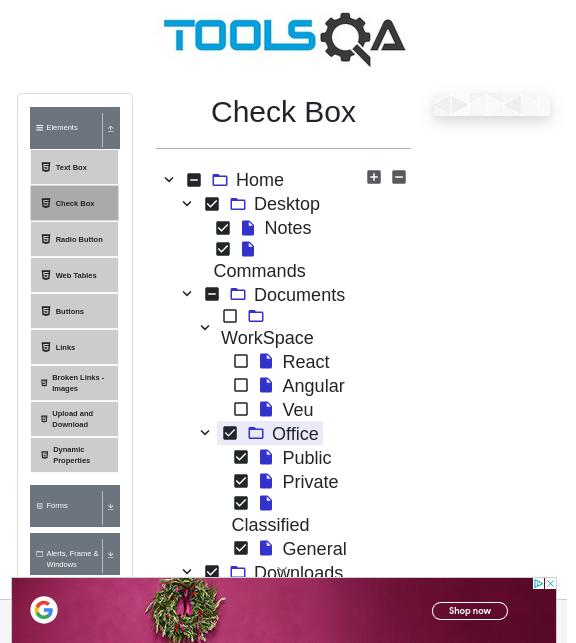 TOOLSQA
Check Box
Elements
Text Box
Check Box
Radio Button
Web Tables
Buttons
Links
Broken Links -
Images
Upload and
Download
Dynamic
Properties
Forms
Alerts, Frame &
Windows
Home
Desktop
Notes
Commands
Documents
WorkSpace
React
Angular
Veu
Office
Public
Private
Classified
General
Downloads
G
Shop now